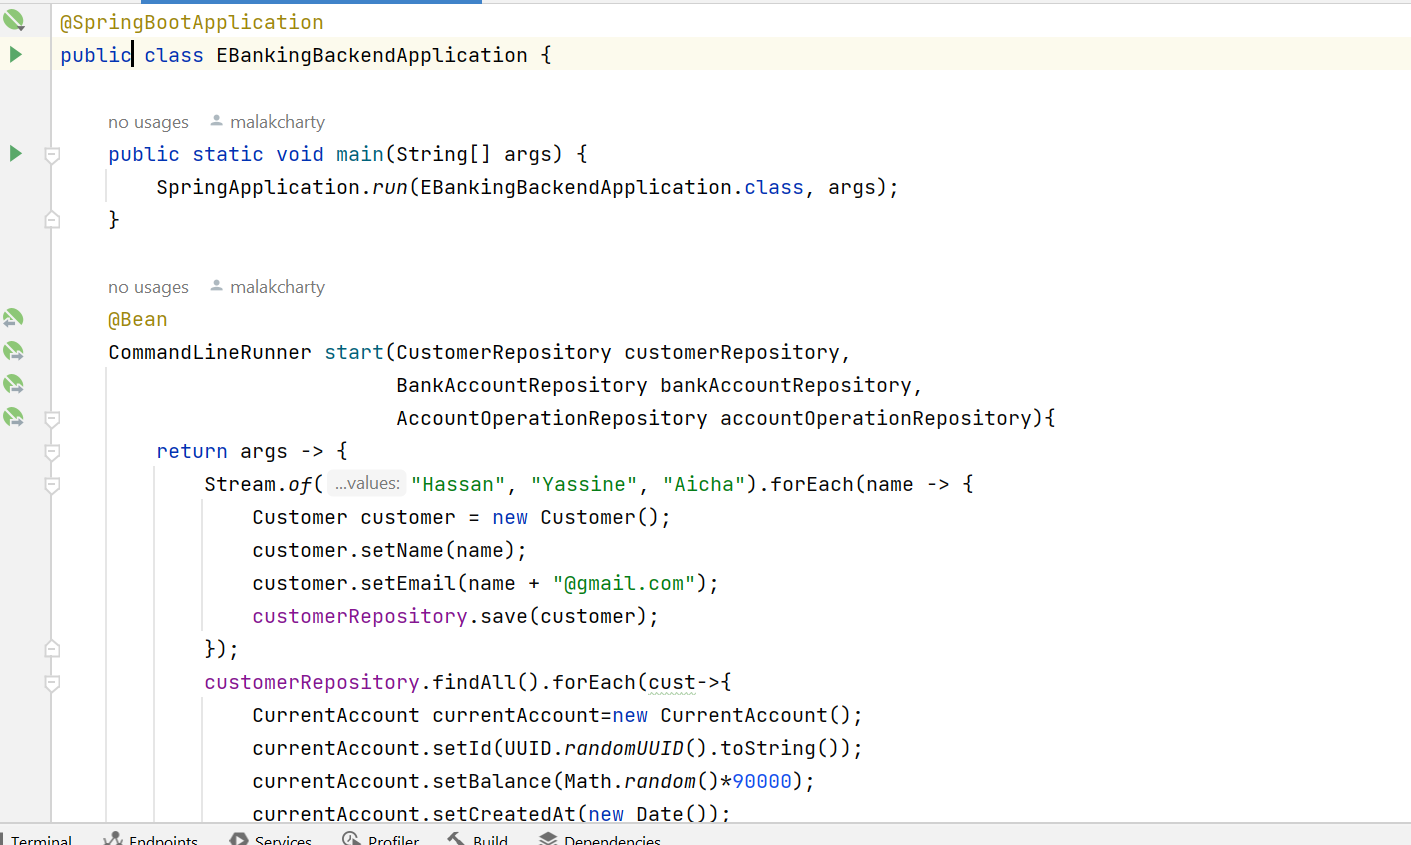 @SpringBootApplication
public class EBankingBackendApplication {
no usages malakcharty
public static void main(String[] args) {
SpringApplication.run(EBankingBackendApplication.class, args);
}
no usages malakcharty
@Bean
CommandLineRunner start(CustomerRepository customerRepository,
BankAccountRepository bankAccountRepository,
AccountOperationRepository accountOperationRepository){
return args -> {
Stream.of( ...values: "Hassan", "Yassine", "Aicha").forEach(name -> {
Customer customer = new Customer();
customer.setName(name);
customer.setEmail(name + "@gmail.com");
customerRepository.save(customer);
});
customerRepository.findAll().forEach(cust->{
CurrentAccount currentAccount=new CurrentAccount();
currentAccount.setId(UUID.randomUUID().toString());
currentAccount.setBalance(Math.random()*90000);
currentAccount.setCreatedAt(new Date());
Terminal Endpoints Services Profiler Build Dependencies